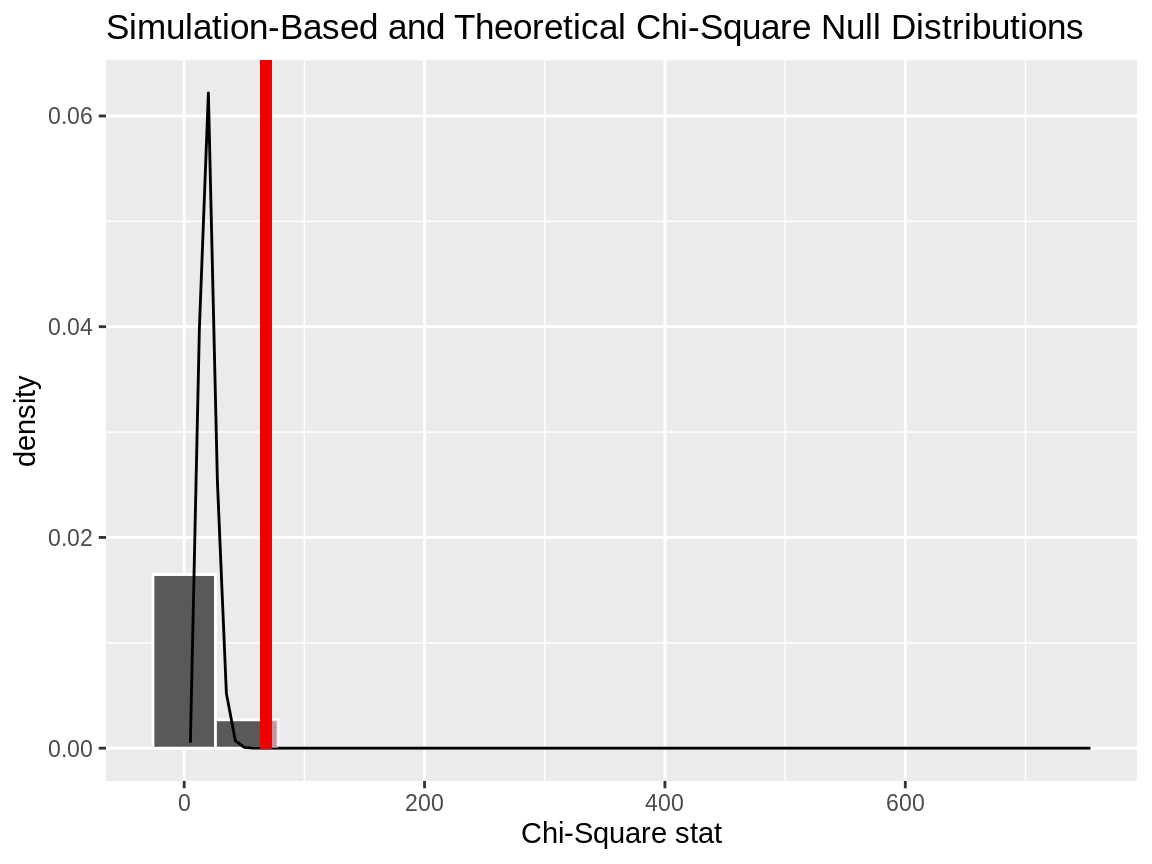 Simulation-Based and Theoretical Chi-Square Null Distributions
0.06
0.04
0.02
0.00
density
0 200 400 600
Chi-Square stat